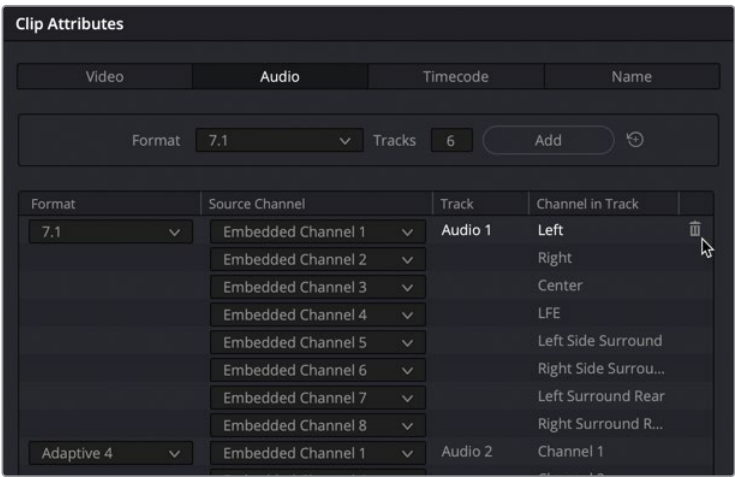 Clip Attributes
Video Audio Timecode Name
Format 7.1 Tracks 6 Add
Format Source Channel Track Channel in Track
7.1 Embedded Channel 1 Audio 1 Left
Embedded Channel 2 Right
Embedded Channel 3 Center
Embedded Channel 4 LFE
Embedded Channel 5 Left Side Surround
Embedded Channel 6 Right Side Surrou...
Embedded Channel 7 Left Surround Rear
Embedded Channel 8 Right Surround R...
Adaptive 4 Embedded Channel 1 Audio 2 Channel 1